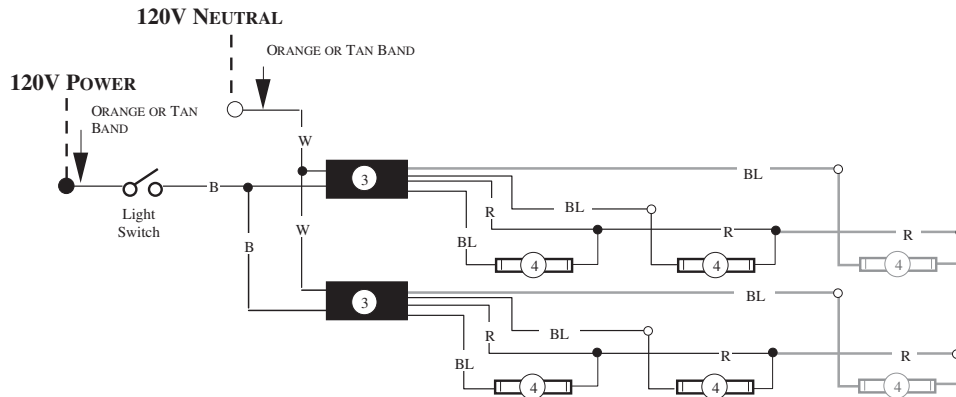 120V NEUTRAL
ORANGE OR TAN BAND
120V POWER
ORANGE OR TAN
BAND
W
3
BL
B
R
BL
BL
R
R
Light
Switch
W
BL
4
4
4
B
3
BL
R
BL
BL
R
R
4
4
4